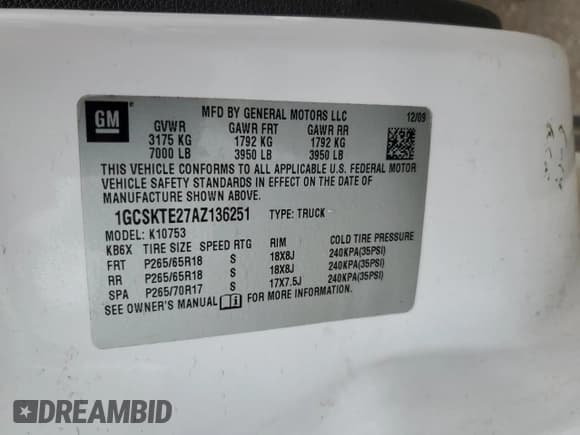 GM
MFD BY GENERAL MOTORS LLC 12/09
GVWR GAWR FRT GAWR RR
3175 KG 1792 KG 1792 KG
7000 LB 3950 LB 3950 LB
THIS VEHICLE CONFORMS TO ALL APPLICABLE U.S. FEDERAL MOTOR
VEHICLE SAFETY STANDARDS IN EFFECT ON THE DATE OF
MANUFACTURE SHOWN ABOVE.
1GCSKTE27AZ136251 TYPE: TRUCK
MODEL: K10753
KB6X TIRE SIZE SPEED RTG RIM COLD TIRE PRESSURE
FRT P265/65R18 S 18X8J 240KPA(35PSI)
RR P265/65R18 S 18X8J 240KPA(35PSI)
SPA P265/70R17 S 17X7.5J 240KPA(35PSI)
SEE OWNER'S MANUAL FOR MORE INFORMATION.
DREAMBID